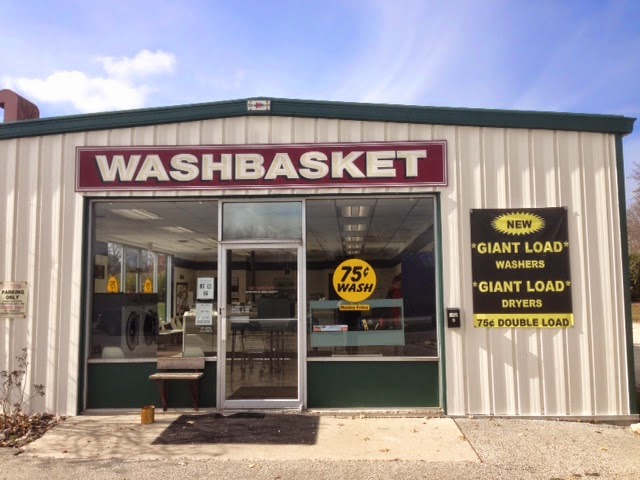 WASHBASKET
PARKING
ONLY
75¢
WASH
NEW
*GIANT LOAD*
WASHERS
*GIANT LOAD*
DRYERS
.75¢ DOUBLE LOAD